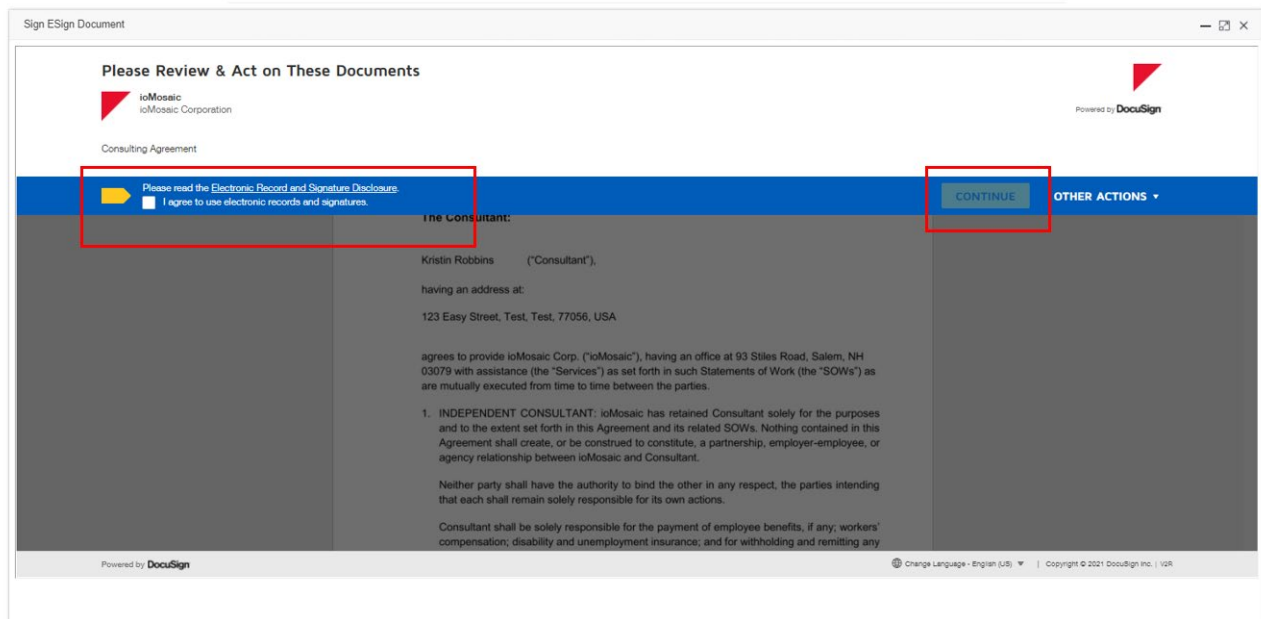 Sign ESign Document
Please Review & Act on These Documents
ioMosaic
ioMosaic Corporation
Powered by DocuSign
Consulting Agreement
Please read the Electronic Record and Signature Disclosure.
I agree to use electronic records and signatures.
CONTINUE
OTHER ACTIONS
The Consultant:
Kristin Robbins ("Consultant"),
having an address at:
123 Easy Street, Test, Test, 77056, USA
agrees to provide ioMosaic Corp. ("ioMosaic"), having an office at 93 Stiles Road, Salem, NH
03079 with assistance (the "Services") as set forth in such Statements of Work (the "SOWs") as
are mutually executed from time to time between the parties.
1. INDEPENDENT CONSULTANT: ioMosaic has retained Consultant solely for the purposes
and to the extent set forth in this Agreement and its related SOWs. Nothing contained in this
Agreement shall create, or be construed to constitute, a partnership, employer-employee, or
agency relationship between ioMosaic and Consultant.
Neither party shall have the authority to bind the other in any respect, the parties intending
that each shall remain solely responsible for its own actions.
Consultant shall be solely responsible for the payment of employee benefits, if any; workers'
compensation; disability and unemployment insurance; and for withholding and remitting any
Powered by DocuSign
Change Language - English (US) | Copyright © 2021 DocuSign Inc. | V2R